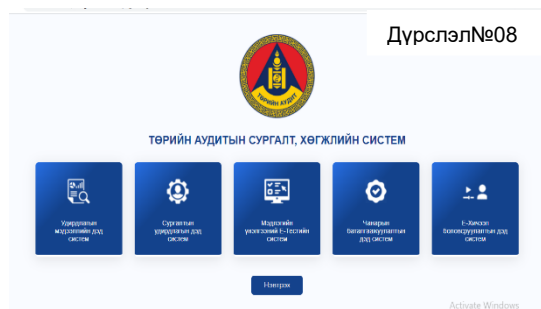 Дүрслэл№08
ТӨРИЙН АУДИТ
ТӨРИЙН АУДИТЫН СУРГАЛТ, ХӨГЖЛИЙН СИСТЕМ
Удирдлагын
мэдээллийн дэд
систем
Сургалтын
удирдлагын дэд
систем
Мэдлэгийн
үнэлгээний Е-Тестийн
систем
Чанарын
баталгаажуулалтын
дэд систем
Е-Хичээл
боловсруулалтын дэд
систем
Нэвтрэх
Activate Windows